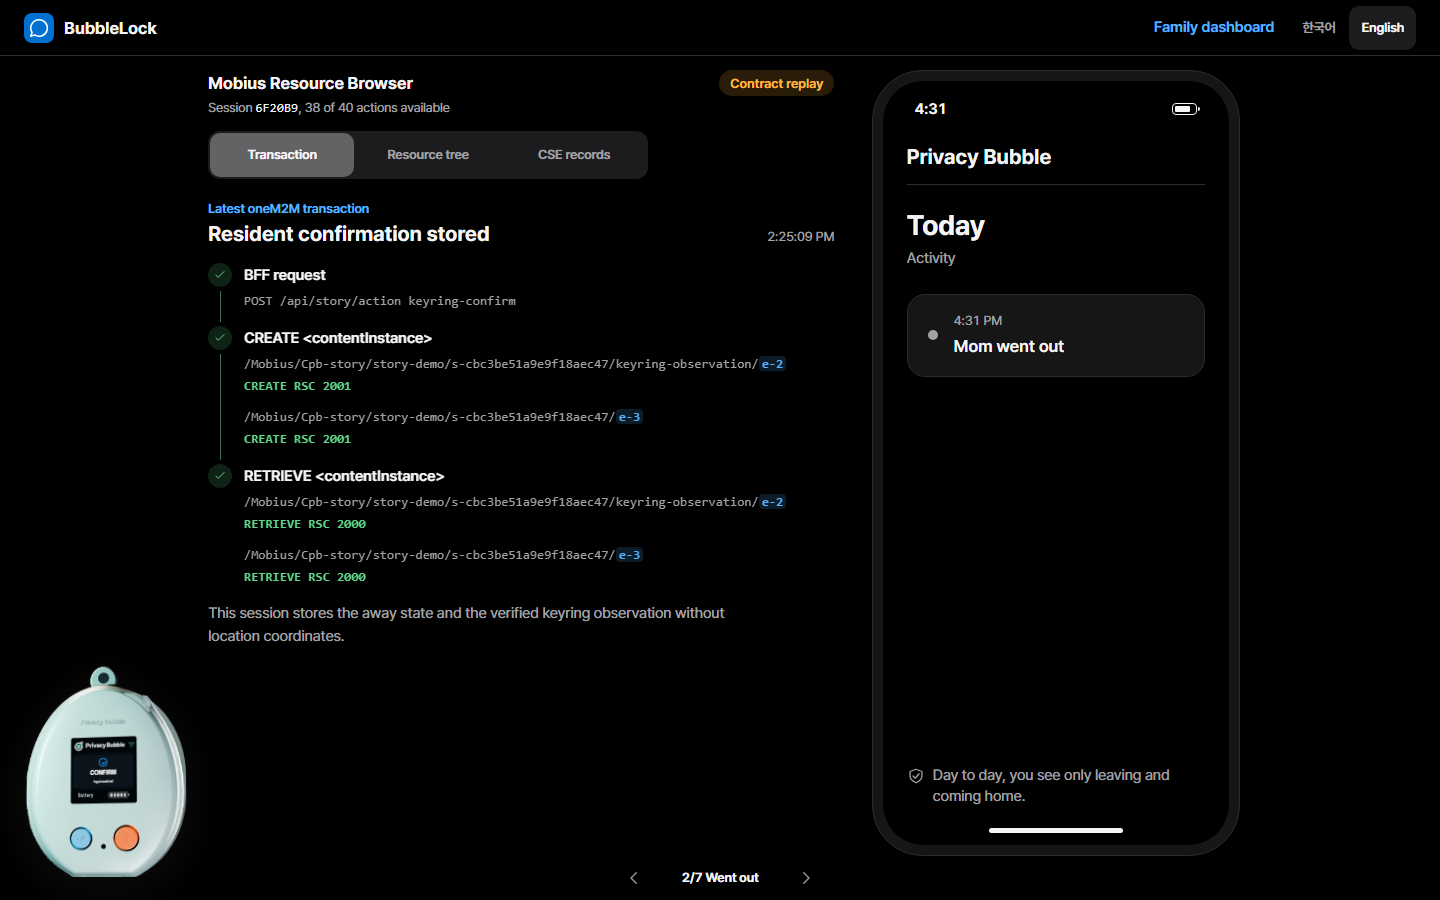 BubbleLock
Family dashboard
한국어
English
Mobius Resource Browser
Contract replay
Session 6F20B9, 38 of 40 actions available
Transaction
Resource tree
CSE records
Latest oneM2M transaction
Resident confirmation stored
2:25:09 PM
BFF request
POST /api/story/action keyring-confirm
CREATE <contentInstance>
/Mobius/Cpb-story/story-demo/s-cbc3be51a9e9f18aec47/keyring-observation/e-2
CREATE RSC 2001
/Mobius/Cpb-story/story-demo/s-cbc3be51a9e9f18aec47/e-3
CREATE RSC 2001
RETRIEVE <contentInstance>
/Mobius/Cpb-story/story-demo/s-cbc3be51a9e9f18aec47/keyring-observation/e-2
RETRIEVE RSC 2000
/Mobius/Cpb-story/story-demo/s-cbc3be51a9e9f18aec47/e-3
RETRIEVE RSC 2000
This session stores the away state and the verified keyring observation without
location coordinates.
Privacy Bubble
Privacy Bubble
CONFIRM
Battery
4:31
Privacy Bubble
Today
Activity
4:31 PM
Mom went out
Day to day, you see only leaving and
coming home.
2/7 Went out